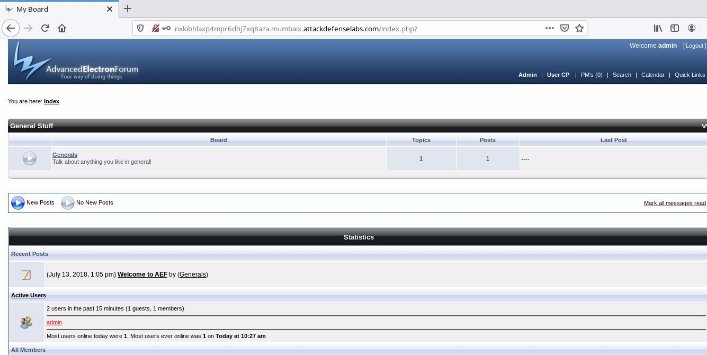 My Board
nxkibhlaxp4mpr6dhj7xq8aza.mumbaix.attackdefenselabs.com/index.php?
Welcome admin [ Logout ]
AdvancedElectronForum
Your way of doing things
Admin | User CP | PM's (0) | Search | Calendar | Quick Links
You are here: Index
General Stuff
Board Topics Posts Last Post
Generals
Talk about anything you like in general!
1 1 ----
New Posts No New Posts Mark all messages read
Statistics
Recent Posts
(July 13, 2018, 1:05 pm) Welcome to AEF by (Generals)
Active Users
2 users in the past 15 minutes (1 guests, 1 members)
admin
Most users online today were 1. Most users ever online was 1 on Today at 10:27 am
All Members